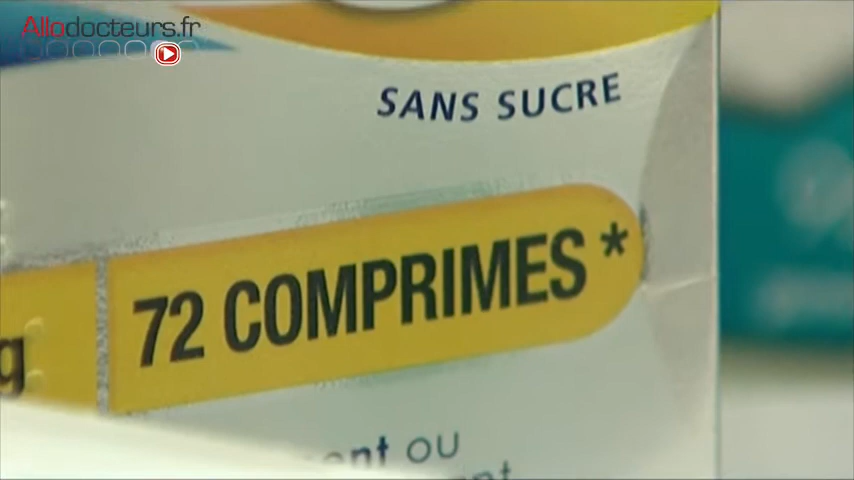 Allodocteurs.fr
SANS SUCRE
72 COMPRIMES *
g
ou